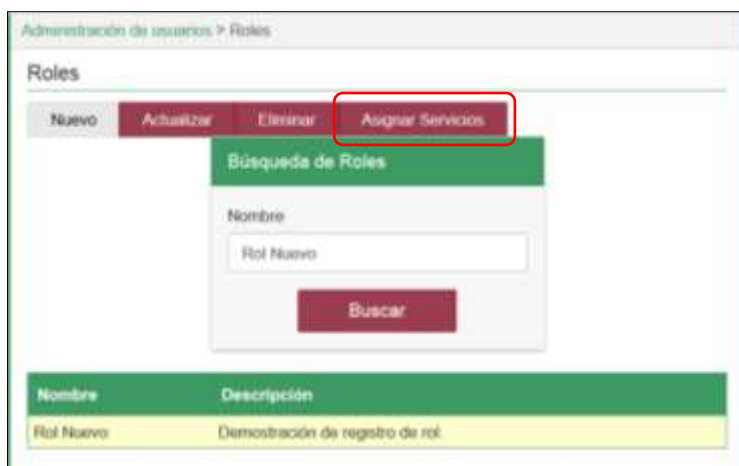 Administración de usuarios > Roles
Roles
Nuevo Actualizar Eliminar Asignar Servicios
Búsqueda de Roles
Nombre
Rol Nuevo
Buscar
Nombre Descripción
Rol Nuevo Demostración de registro de rol.